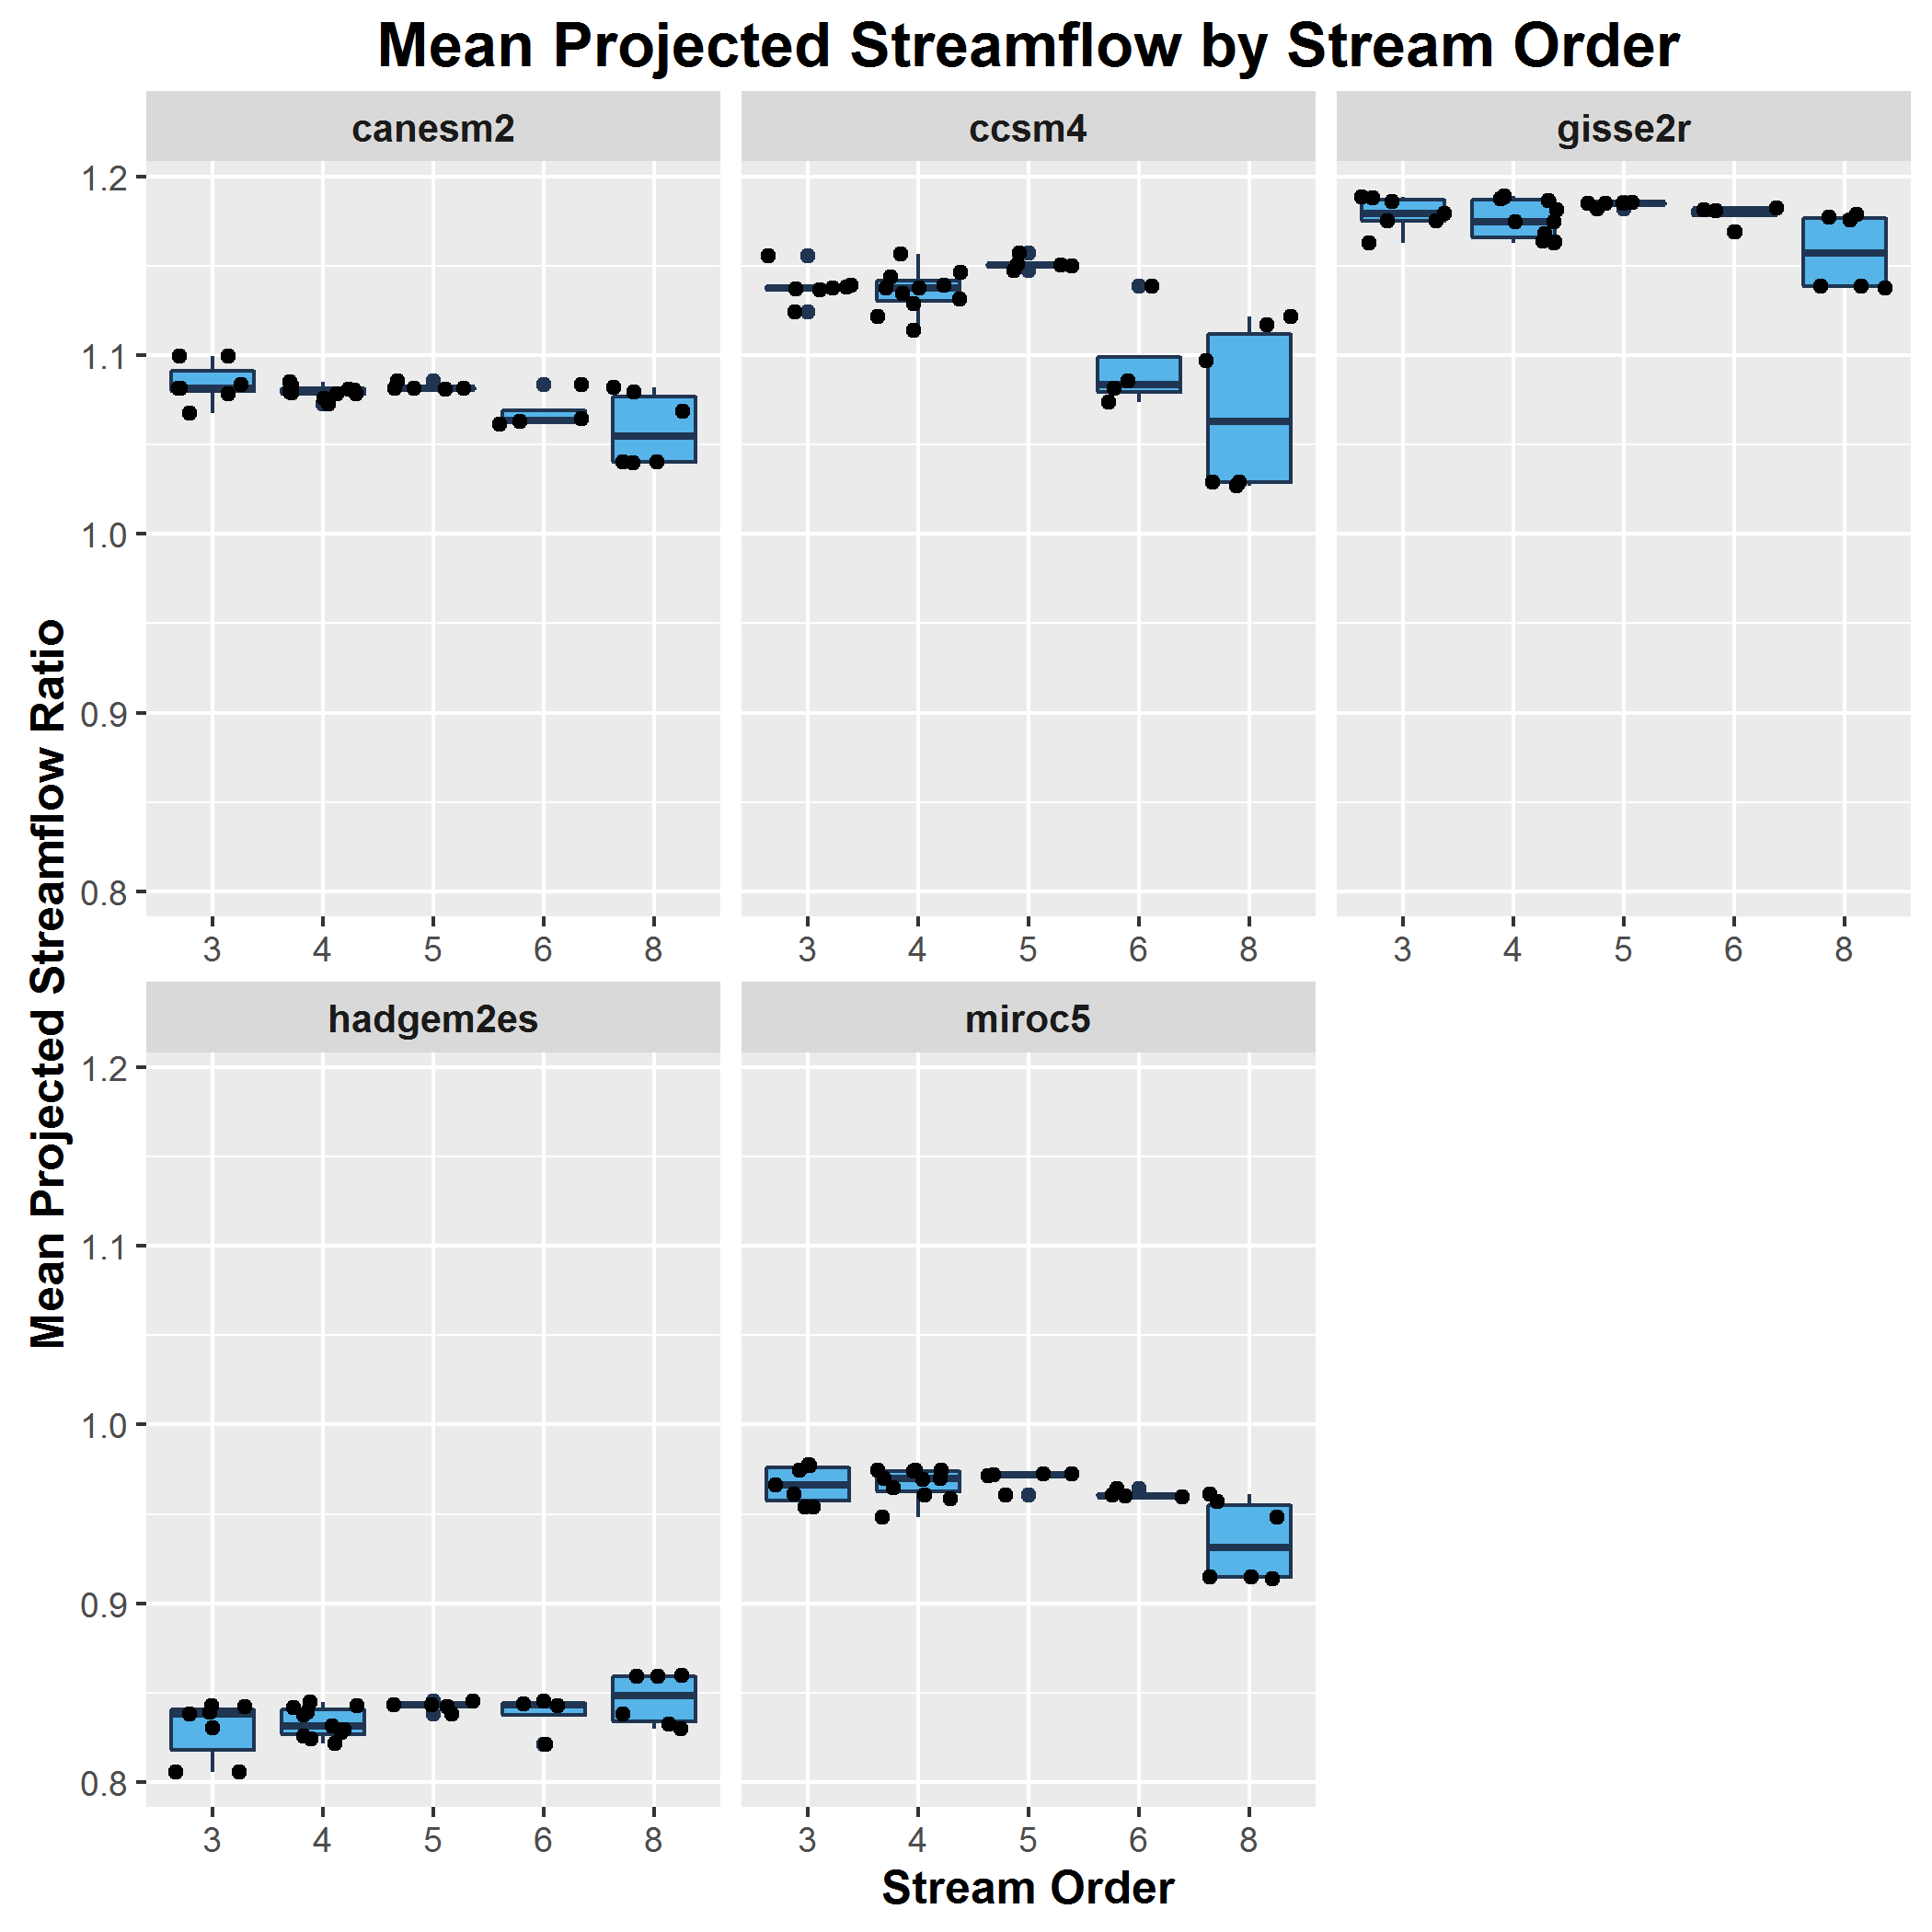 Mean Projected Streamflow by Stream Order
canesm2
ccsm4
gisse2r
Mean Projected Streamflow Ratio
1.2
1.1
1.0
0.9
0.8
3 4 5 6 8
3 4 5 6 8
3 4 5 6 8
hadgem2es
miroc5
1.2
1.1
1.0
0.9
0.8
3 4 5 6 8
3 4 5 6 8
Stream Order